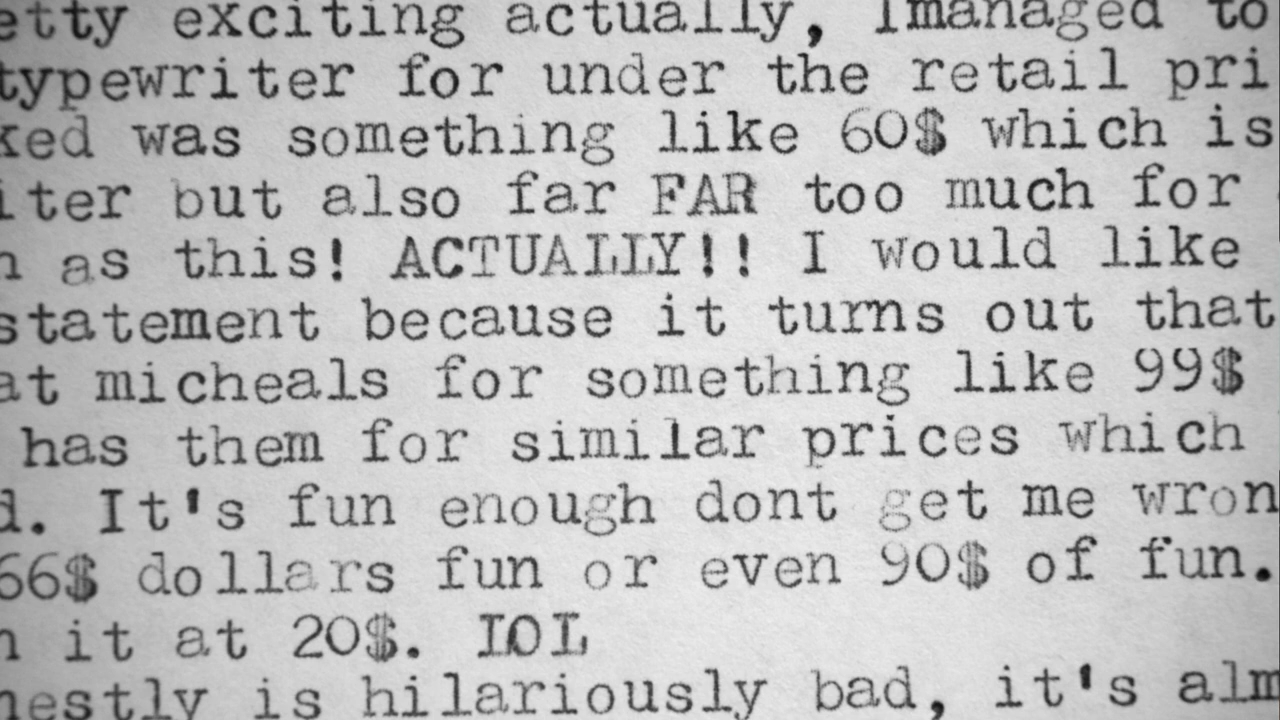 etty exciting actually, Imanaged to
typewriter for under the retail pri
ked was something like 60$ which is
iter but also far FAR too much for
n as this! ACTUALLY!! I would like
statement because it turns out that
at micheals for something like 99$
has them for similar prices which
d. It's fun enough dont get me wron
66$ dollars fun or even 90$ of fun.
n it at 20$. LOL
nestly is hilariously bad, it's alm